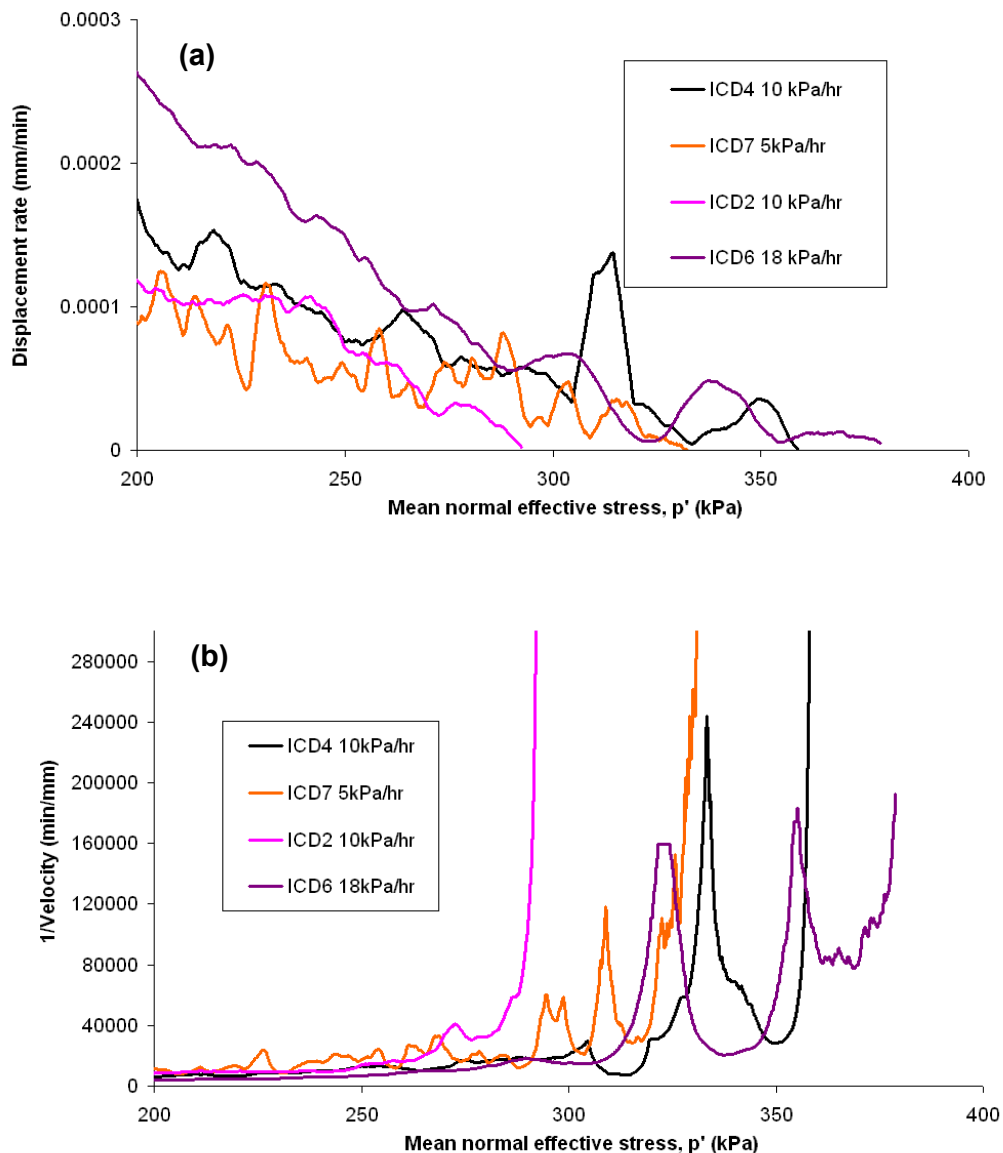 (a)
0.0003
0.0002
0.0001
0
Displacement rate (mm/min)
ICD4 10 kPa/hr
ICD7 5kPa/hr
ICD2 10 kPa/hr
ICD6 18 kPa/hr
200 250 300 350 400
Mean normal effective stress, p' (kPa)
(b)
280000
240000
200000
160000
120000
80000
40000
0
1/Velocity (min/mm)
ICD4 10kPa/hr
ICD7 5kPa/hr
ICD2 10kPa/hr
ICD6 18kPa/hr
200 250 300 350 400
Mean normal effective stress, p' (kPa)